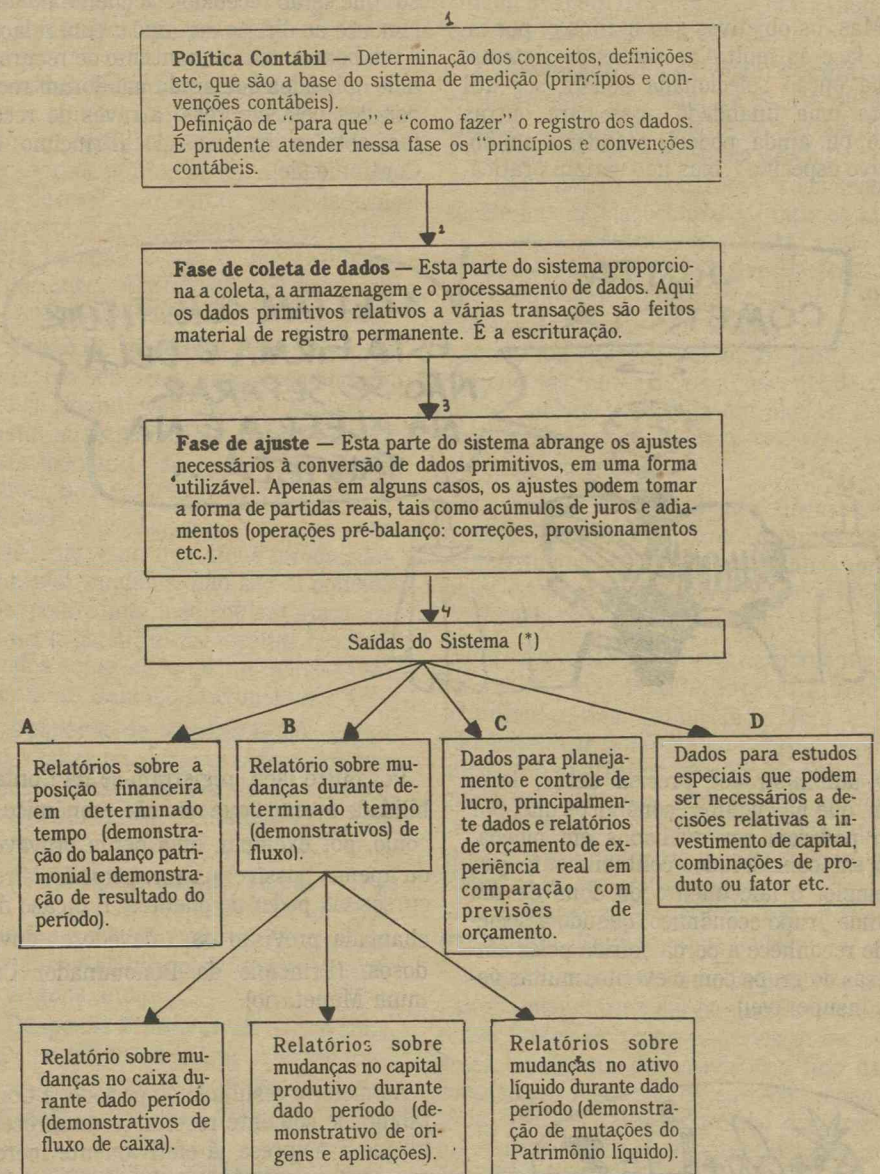 1
Política Contábil — Determinação dos conceitos, definições
etc, que são a base do sistema de medição (princípios e con-
venções contábeis).
Definição de “para que” e “como fazer” o registro dos dados.
É prudente atender nessa fase os “princípios e convenções
contábeis.
2
Fase de coleta de dados — Esta parte do sistema proporcio-
na a coleta, a armazenagem e o processamento de dados. Aqui
os dados primitivos relativos a várias transações são feitos
material de registro permanente. É a escrituração.
3
Fase de ajuste — Esta parte do sistema abrange os ajustes
necessários à conversão de dados primitivos, em uma forma
utilizável. Apenas em alguns casos, os ajustes podem tomar
a forma de partidas reais, tais como acúmulos de juros e adia-
mentos (operações pré-balanço: correções, provisionamentos
etc.).
4
Saídas do Sistema (*)
A
Relatórios sobre a
posição financeira
em determinado
tempo (demonstra-
ção do balanço patri-
monial e demonstra-
ção de resultado do
período).
B
Relatório sobre mu-
danças durante de-
terminado tempo
(demonstrativos) de
fluxo).
C
Dados para planeja-
mento e controle de
lucro, principalmen-
te dados e relatórios
de orçamento de ex-
periência real em
comparação com
previsões de
orçamento.
D
Dados para estudos
especiais que podem
ser necessários a de-
cisões relativas a in-
vestimento de capital,
combinações de pro-
duto ou fator etc.
Relatório sobre mu-
danças no caixa du-
rante dado período
(demonstrativos de
fluxo de caixa).
Relatórios sobre
mudanças no capital
produtivo durante
dado período (de-
monstrativo de ori-
gens e aplicações).
Relatórios sobre
mudanças no ativo
líquido durante dado
período (demonstra-
ção de mutações do
Patrimônio líquido).